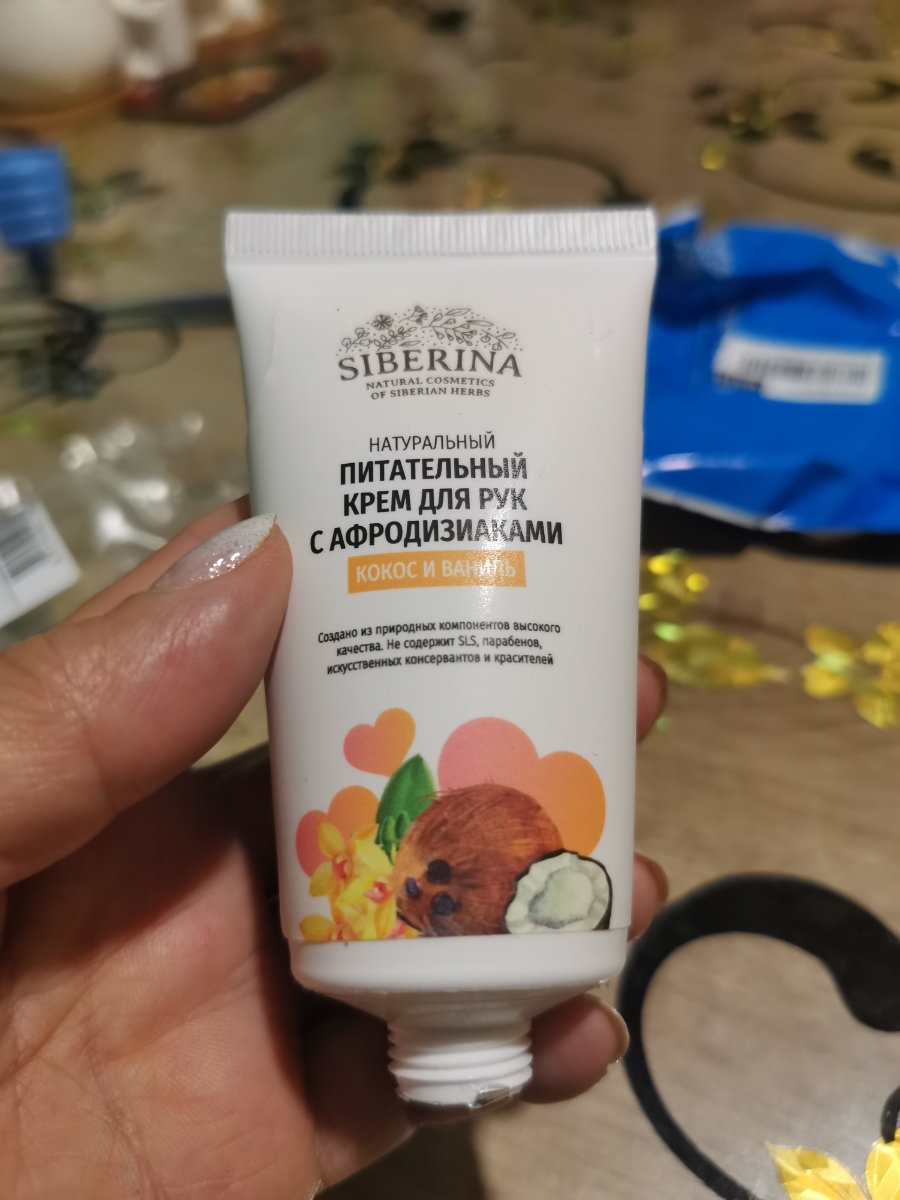 SIBERINA
NATURAL COSMETICS
OF SIBERIAN HERBS
НАТУРАЛЬНЫЙ
ПИТАТЕЛЬНЫЙ
КРЕМ ДЛЯ РУК
С АФРОДИЗИАКАМИ
КОКОС И ВАНИЛЬ
Создано из природных компонентов высокого
качества. Не содержит SLS, парабенов,
искусственных консервантов и красителей